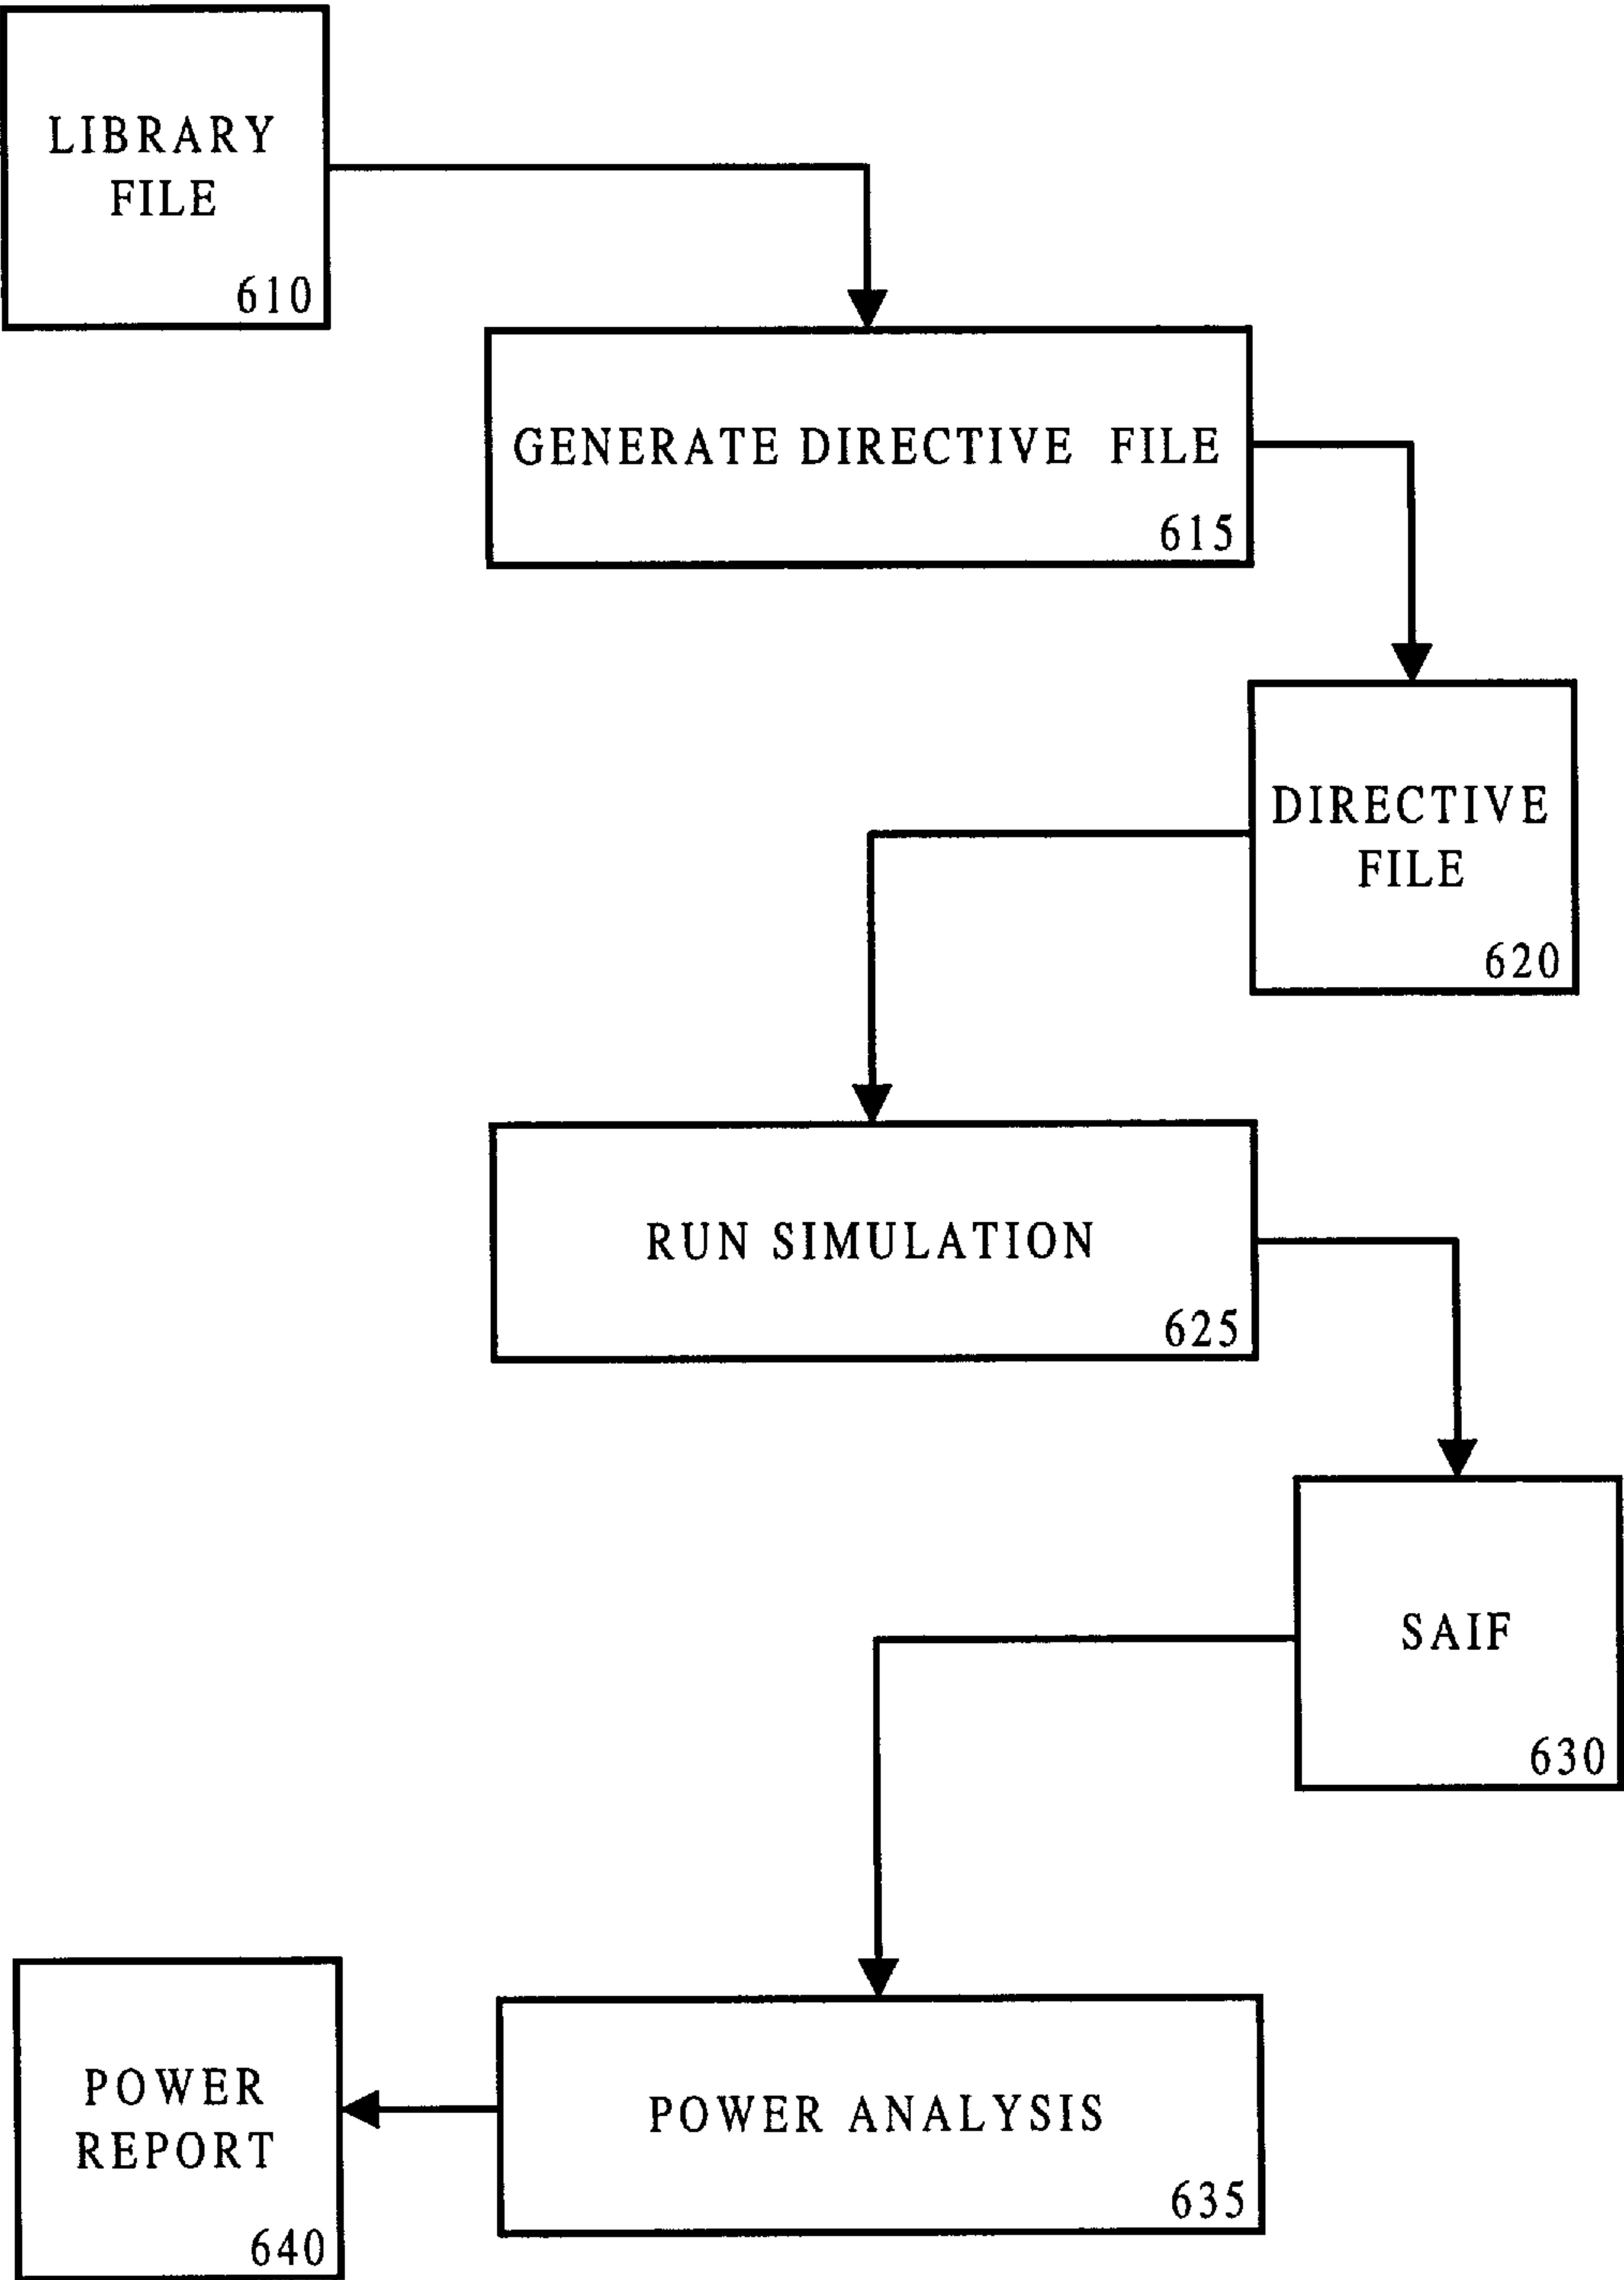 LIBRARY
FILE
610
GENERATE DIRECTIVE FILE
615
DIRECTIVE
FILE
620
RUN SIMULATION
625
SAIF
630
POWER
REPORT
640
POWER ANALYSIS
635